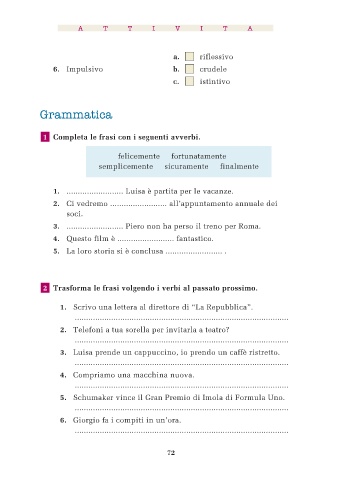 A T T I V I T A
a. riflessivo
6. Impulsivo b. crudele
c. istintivo
Grammatica
1 Completa le frasi con i seguenti avverbi.
felicemente fortunatamente
semplicemente sicuramente finalmente
1. ......................... Luisa è partita per le vacanze.
2. Ci vedremo ......................... all'appuntamento annuale dei
soci.
3. ......................... Piero non ha perso il treno per Roma.
4. Questo film è ......................... fantastico.
5. La loro storia si è conclusa ......................... .
2 Trasforma le frasi volgendo i verbi al passato prossimo.
1. Scrivo una lettera al direttore di “La Repubblica”.
...............................................................................................
2. Telefoni a tua sorella per invitarla a teatro?
...............................................................................................
3. Luisa prende un cappuccino, io prendo un caffè ristretto.
...............................................................................................
4. Compriamo una macchina nuova.
...............................................................................................
5. Schumaker vince il Gran Premio di Imola di Formula Uno.
...............................................................................................
6. Giorgio fa i compiti in un'ora.
...............................................................................................
72